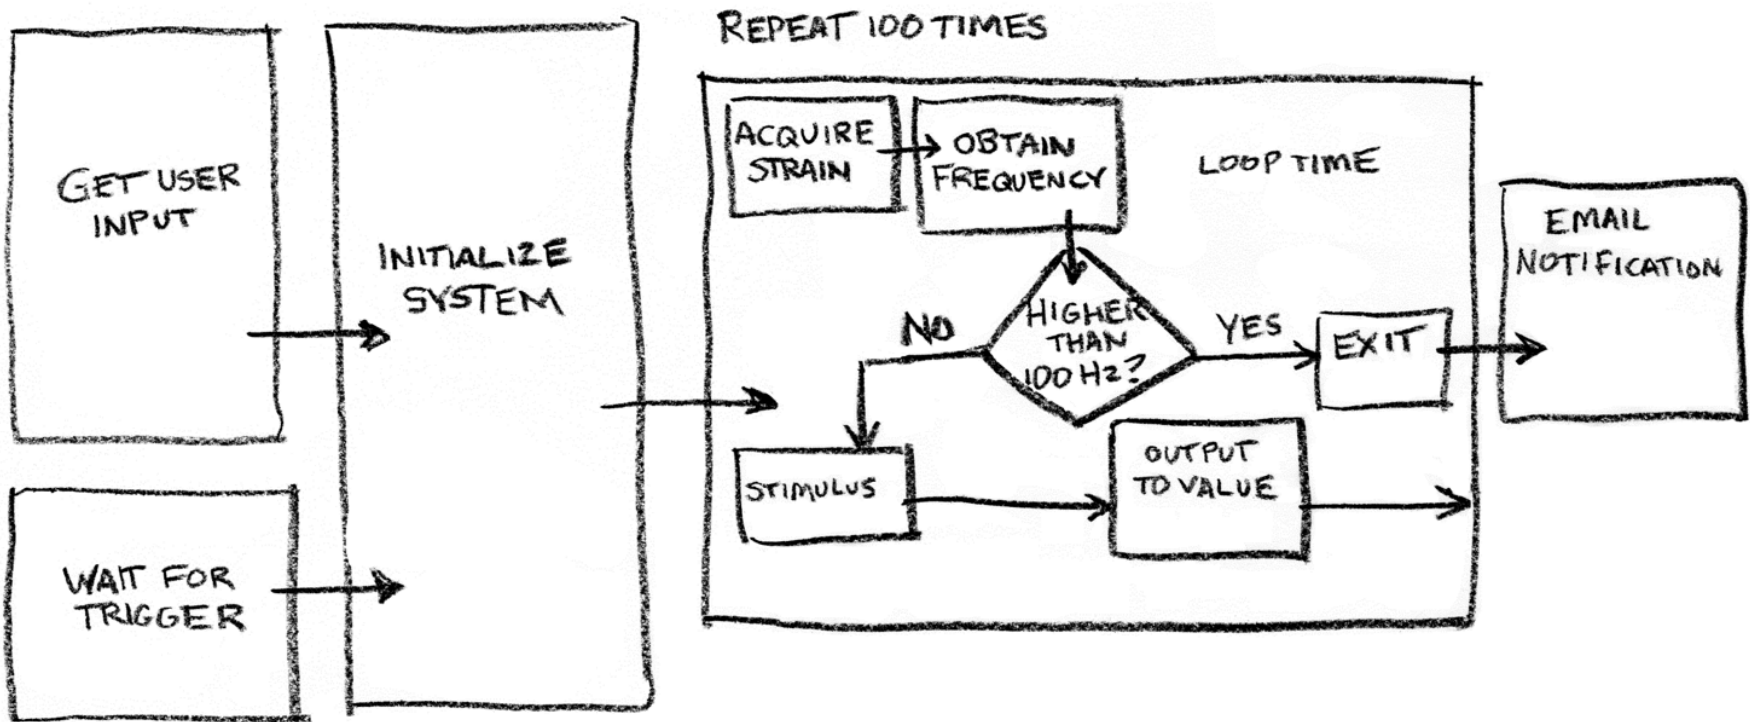 REPEAT 100 TIMES
GET USER
INPUT
INITIALIZE
SYSTEM
WAIT FOR
TRIGGER
ACQUIRE
STRAIN
OBTAIN
FREQUENCY
LOOP TIME
HIGHER
THAN
100 Hz?
NO
YES
EXIT
STIMULUS
OUTPUT
TO VALUE
EMAIL
NOTIFICATION